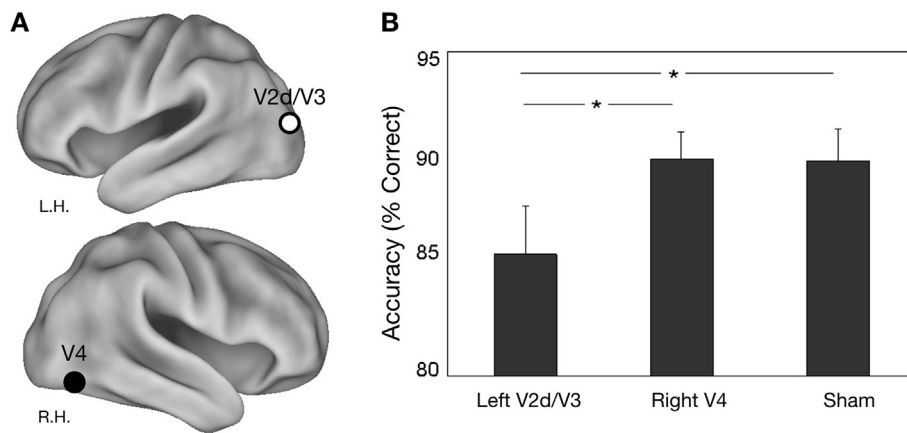 A
V2d/V3
L.H.
V4
R.H.
B
Accuracy (% Correct)
95
90
85
80
*
*
Left V2d/V3
Right V4
Sham